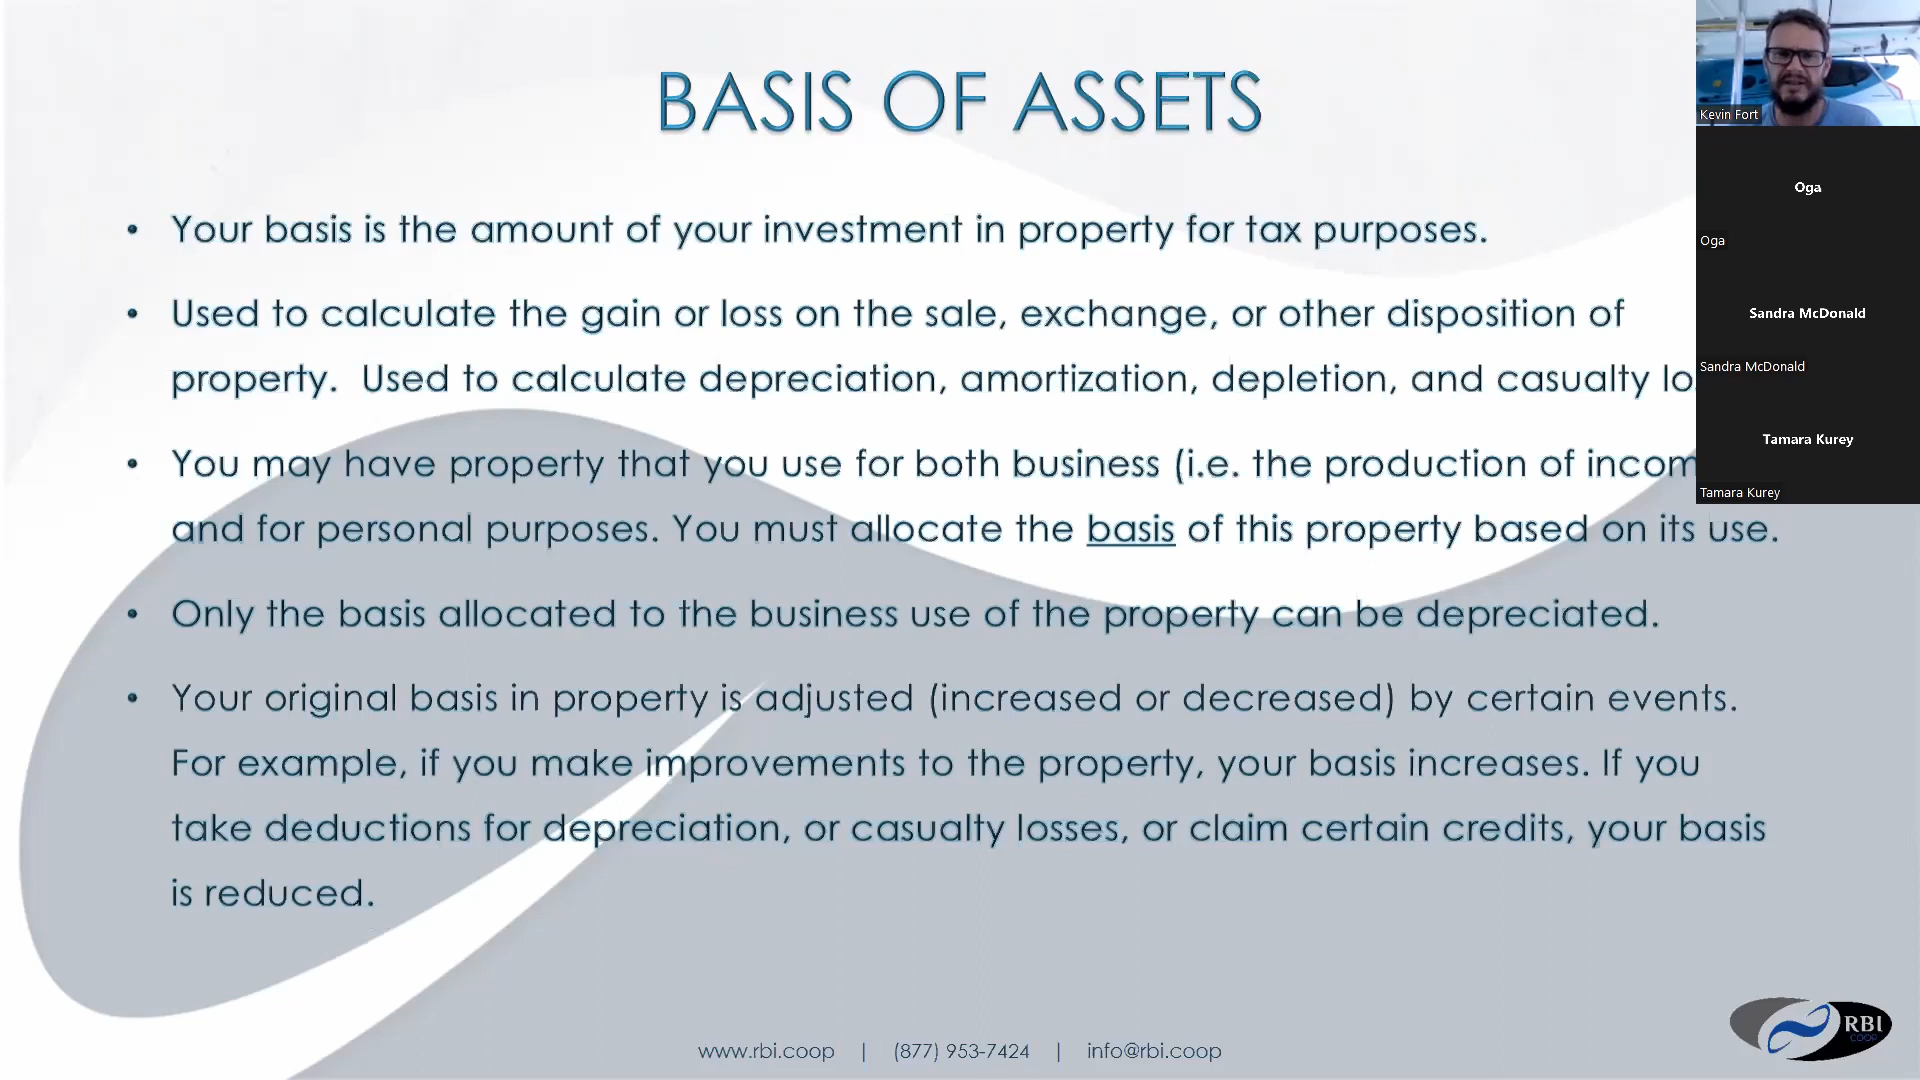 BASIS OF ASSETS
• Your basis is the amount of your investment in property for tax purposes.
• Used to calculate the gain or loss on the sale, exchange, or other disposition of
property.  Used to calculate depreciation, amortization, depletion, and casualty
• You may have property that you use for both business (i.e. the production of
and for personal purposes. You must allocate the basis of this property based on its use.
• Only the basis allocated to the business use of the property can be depreciated.
• Your original basis in property is adjusted (increased or decreased) by certain events.
For example, if you make improvements to the property, your basis increases. If you
take deductions for depreciation, or casualty losses, or claim certain credits, your basis
is reduced.
www.rbi.coop | (877) 953-7424 | info@rbi.coop
RBI
COOP
Kevin Fort
Oga
Oga
Sandra McDonald
Sandra McDonald
Tamara Kurey
Tamara Kurey